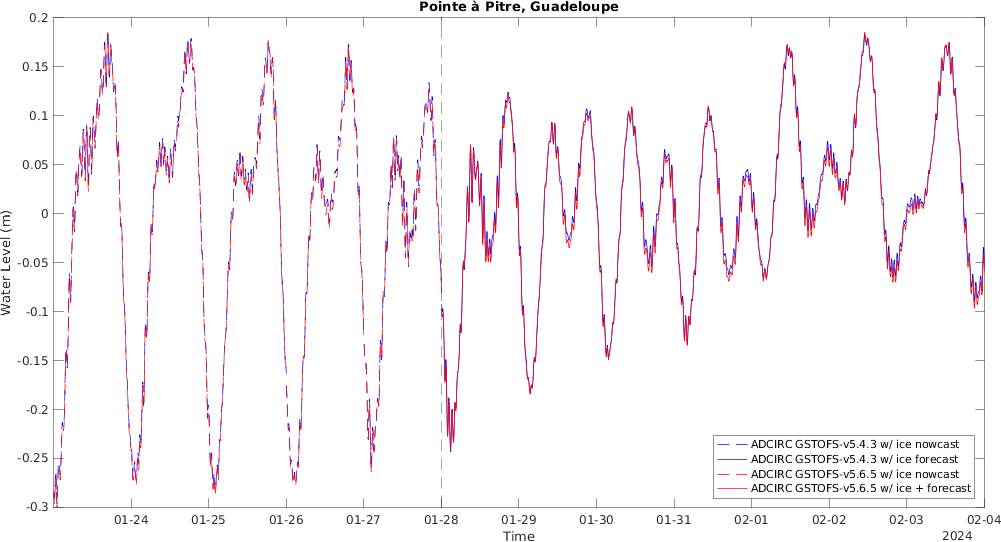 Pointe à Pitre, Guadeloupe
0.2
0.15
0.1
0.05
0
-0.05
-0.1
-0.15
-0.2
-0.25
-0.3
Water Level (m)
ADCIRC GSTOFS-v5.4.3 w/ ice nowcast
ADCIRC GSTOFS-v5.4.3 w/ ice forecast
ADCIRC GSTOFS-v5.6.5 w/ ice nowcast
ADCIRC GSTOFS-v5.6.5 w/ ice + forecast
01-24 01-25 01-26 01-27 01-28 01-29 01-30 01-31 02-01 02-02 02-03 02-04
Time
2024